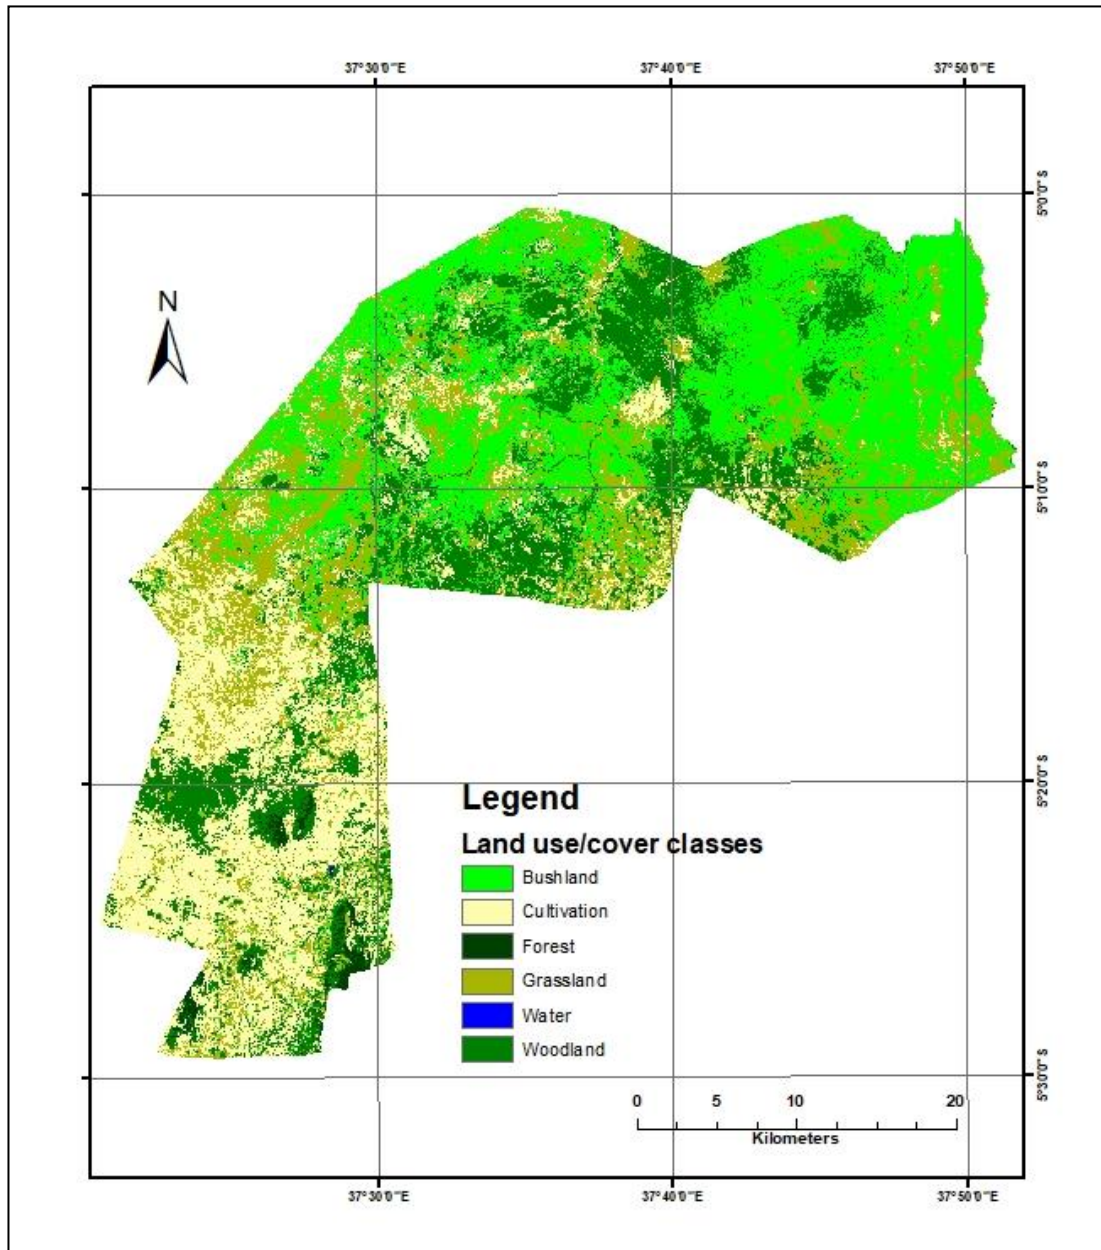 37°30'0"E 37°40'0"E 37°50'0"E
5°0'0"S
N
5°10'0"S
5°20'0"S
Legend
Land use/cover classes
Bushland
Cultivation
Forest
Grassland
Water
Woodland
5°30'0"S
0 5 10 20
Kilometers
37°30'0"E 37°40'0"E 37°50'0"E